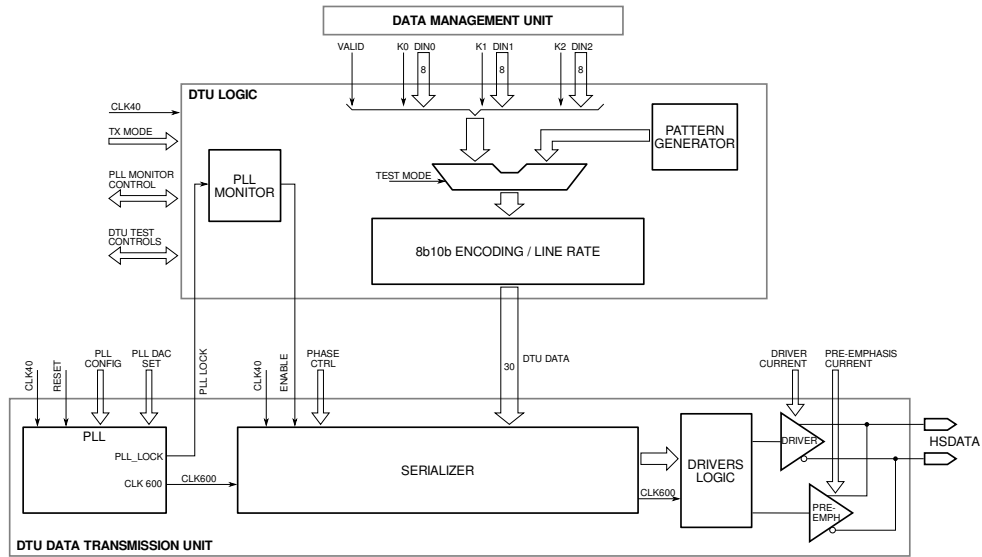 DATA MANAGEMENT UNIT
VALID
K0
DIN0
K1
DIN1
K2
DIN2
8
8
8
DTU LOGIC
CLK40
TX MODE
PLL MONITOR
CONTROL
DTU TEST
CONTROLS
PLL
MONITOR
PATTERN
GENERATOR
TEST MODE
8b10b ENCODING / LINE RATE
DTU DATA
30
CLK40
RESET
PLL
CONFIG
PLL DAC
SET
PLL LOCK
CLK40
ENABLE
PHASE
CTRL
DRIVER
CURRENT
PRE-EMPHASIS
CURRENT
PLL
PLL_LOCK
CLK 600
CLK600
SERIALIZER
CLK600
DRIVERS
LOGIC
DRIVER
PRE-
EMPH
HSDATA
DTU DATA TRANSMISSION UNIT